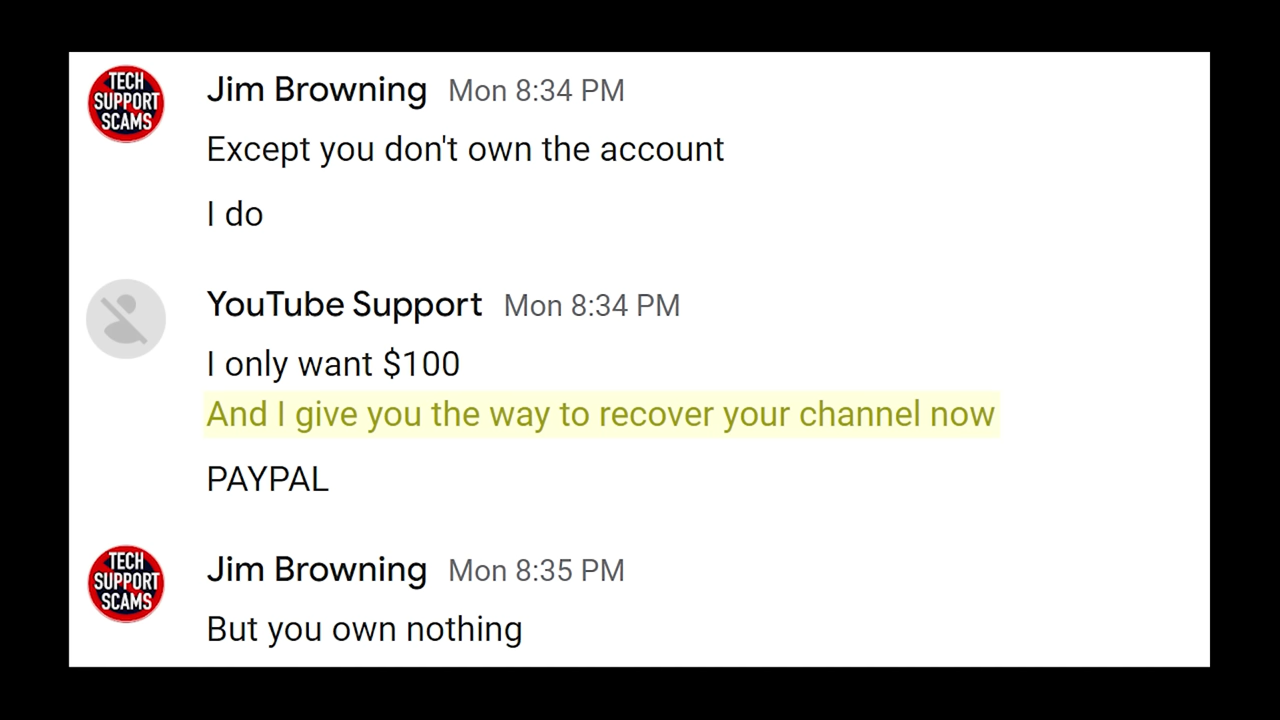 TECH
SUPPORT
SCAMS
Jim Browning Mon 8:34 PM
Except you don't own the account
I do
YouTube Support Mon 8:34 PM
I only want $100
And I give you the way to recover your channel now
PAYPAL
TECH
SUPPORT
SCAMS
Jim Browning Mon 8:35 PM
But you own nothing